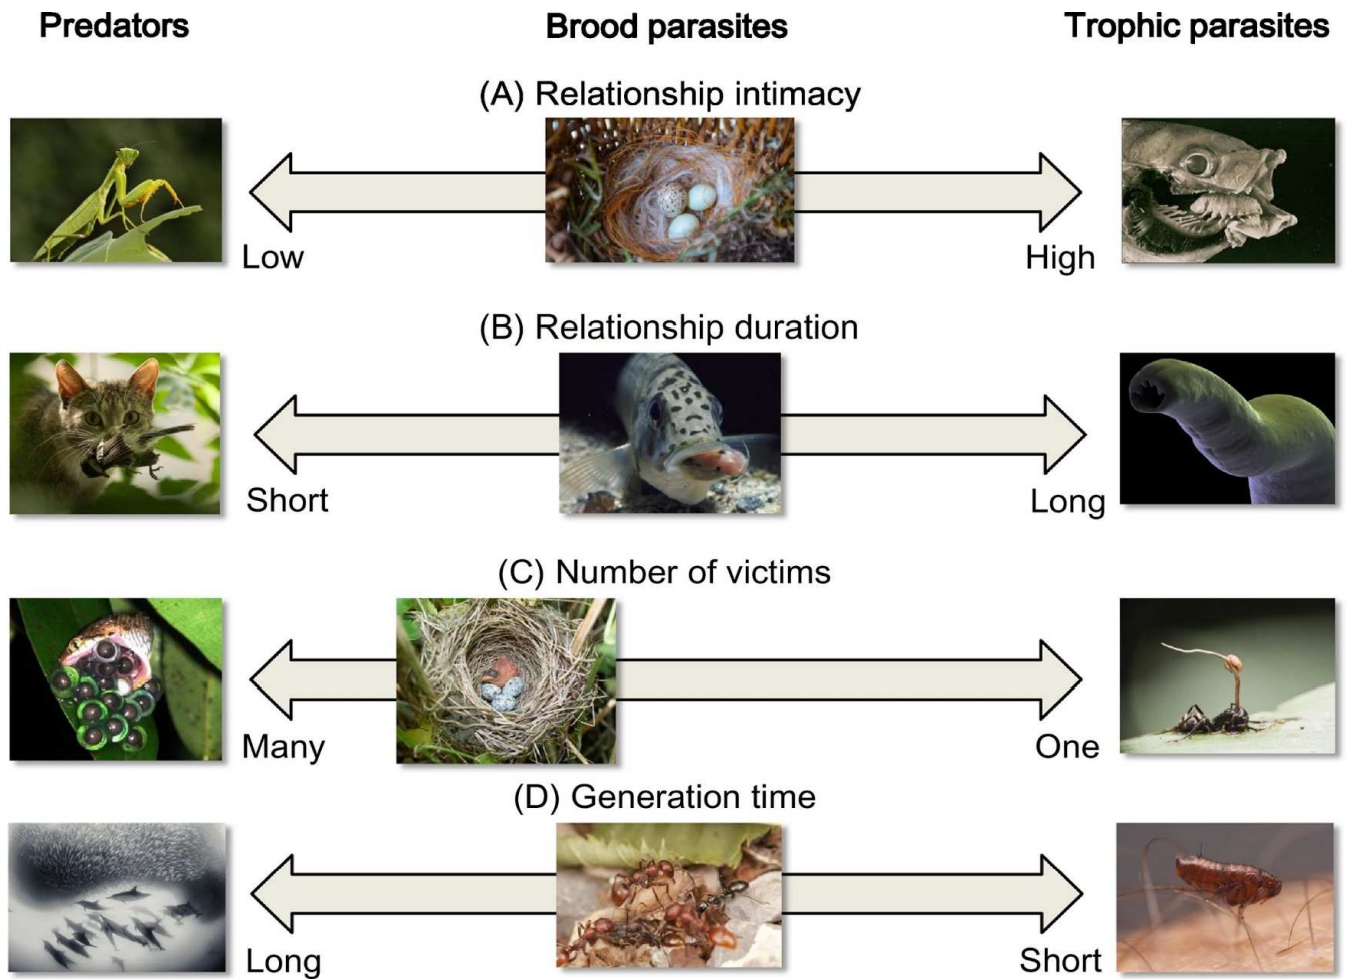 Predators
Brood parasites
Trophic parasites
(A) Relationship intimacy
Low
High
(B) Relationship duration
Short
Long
(C) Number of victims
Many
One
(D) Generation time
Long
Short